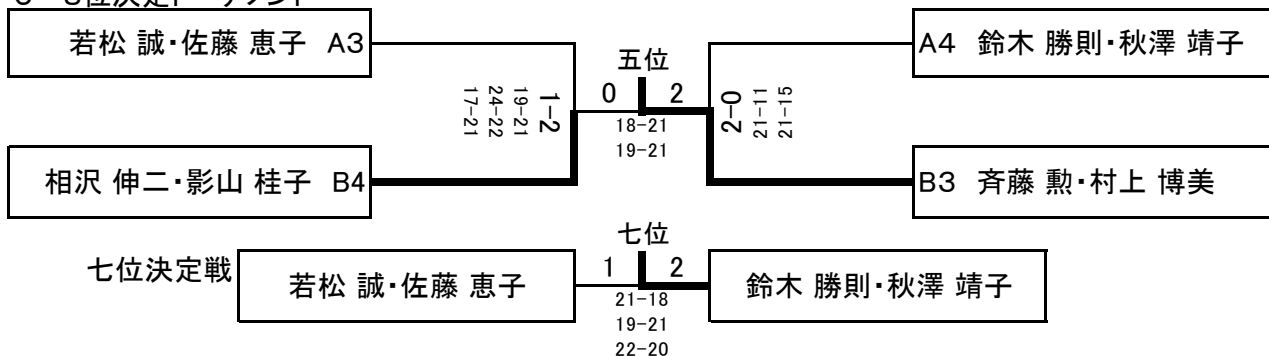 若松 誠・佐藤 恵子 A3
A4 鈴木 勝則・秋澤 靖子
五位
0 2
18-21
19-21
1-2
19-21
24-22
17-21
2-0
21-11
21-15
相沢 伸二・影山 桂子 B4
B3 斉藤 勲・村上 博美
七位決定戦
七位
若松 誠・佐藤 恵子
1 2
鈴木 勝則・秋澤 靖子
21-18
19-21
22-20